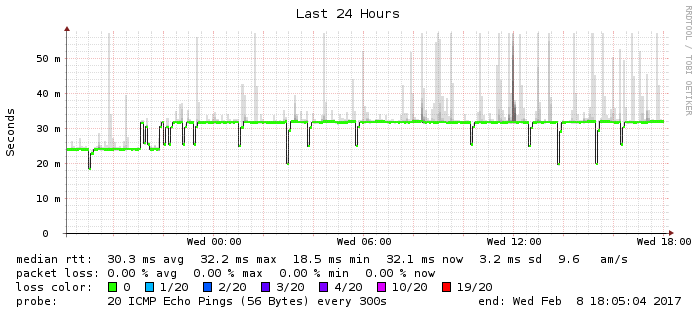 Last 24 Hours
RRDTOOL / TOBI OETIKER
Seconds
50 m
40 m
30 m
20 m
10 m
0
Wed 00:00 Wed 06:00 Wed 12:00 Wed 18:00
median rtt: 30.3 ms avg 32.2 ms max 18.5 ms min 32.1 ms now 3.2 ms sd 9.6 am/s
packet loss: 0.00 % avg 0.00 % max 0.00 % min 0.00 % now
loss color: 0 1/20 2/20 3/20 4/20 10/20 19/20
probe: 20 ICMP Echo Pings (56 Bytes) every 300s end: Wed Feb 8 18:05:04 2017